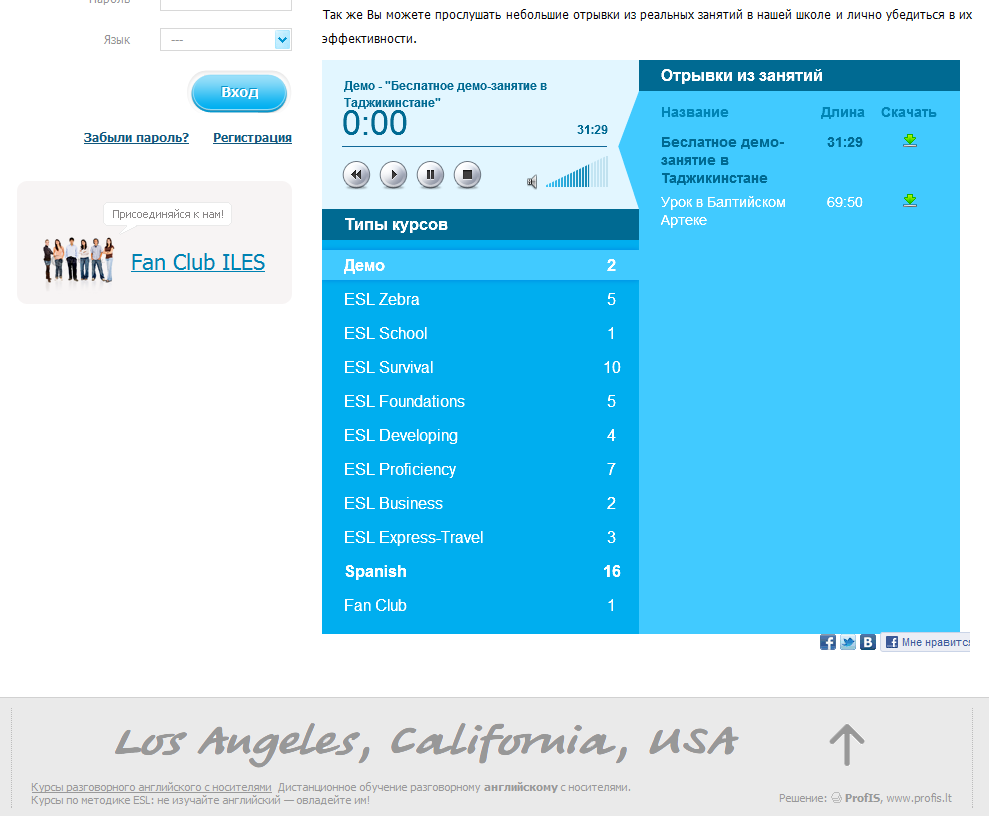 Пароль
Язык
---
Вход
Забыли пароль? Регистрация
Присоединяйся к нам!
Fan Club ILES
Так же Вы можете прослушать небольшие отрывки из реальных занятий в нашей школе и лично убедиться в их
эффективности.
Демо - "Беслатное демо-занятие в
Таджикинстане"
0:00
31:29
Типы курсов
Демо 2
ESL Zebra 5
ESL School 1
ESL Survival 10
ESL Foundations 5
ESL Developing 4
ESL Proficiency 7
ESL Business 2
ESL Express-Travel 3
Spanish 16
Fan Club 1
Отрывки из занятий
Название Длина Скачать
Беслатное демо- 31:29
занятие в
Таджикинстане
Урок в Балтийском 69:50
Артеке
Мне нравится
Los Angeles, California, USA
Курсы разговорного английского с носителями Дистанционное обучение разговорному английскому с носителями.
Курсы по методике ESL: не изучайте английский — овладейте им!
Решение: ProfIS, www.profis.lt